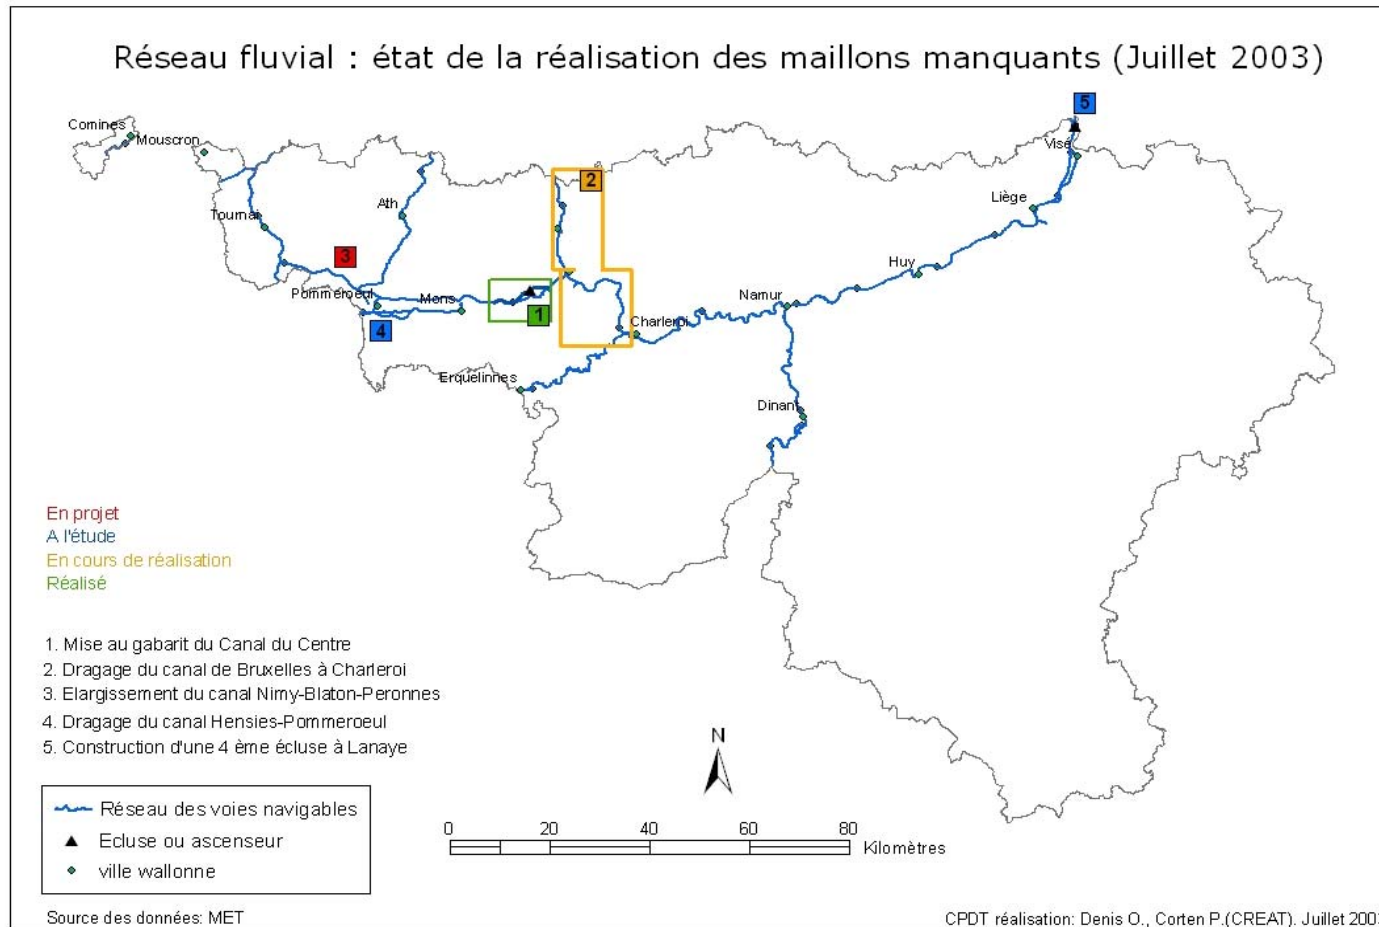 Réseau fluvial : état de la réalisation des maillons manquants (Juillet 2003)
5
Comines
Mouscron
Visé
2
Ath
Liège
Tournai
3
Huy
Pommeroeul
Mons
Namur
1
4
Charleroi
Erquelinnes
Dinant
En projet
A l'étude
En cours de réalisation
Réalisé
1. Mise au gabarit du Canal du Centre
2. Dragage du canal de Bruxelles à Charleroi
3. Elargissement du canal Nimy-Blaton-Peronnes
4. Dragage du canal Hensies-Pommeroeul
5. Construction d'une 4 ème écluse à Lanaye
N
Réseau des voies navigables
Ecluse ou ascenseur
ville wallonne
0 20 40 60 80
Kilomètres
Source des données: MET
CPDT réalisation: Denis O., Corten P.(CREAT). Juillet 2003